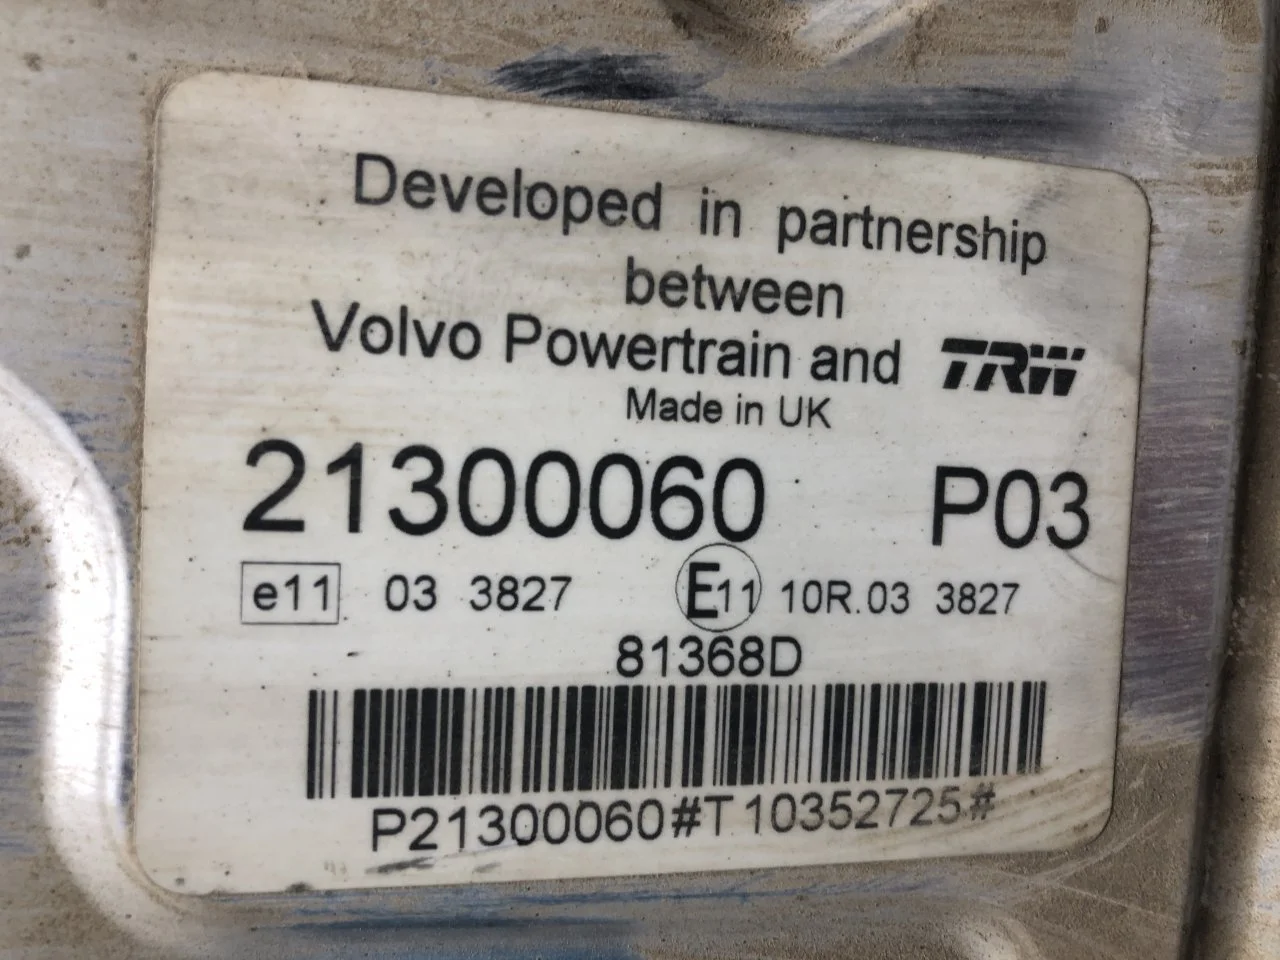 Developed in partnership
between
Volvo Powertrain and TRW
Made in UK
21300060 P03
e11 03 3827 E11 10R.03 3827
81368D
P21300060#T10352725#